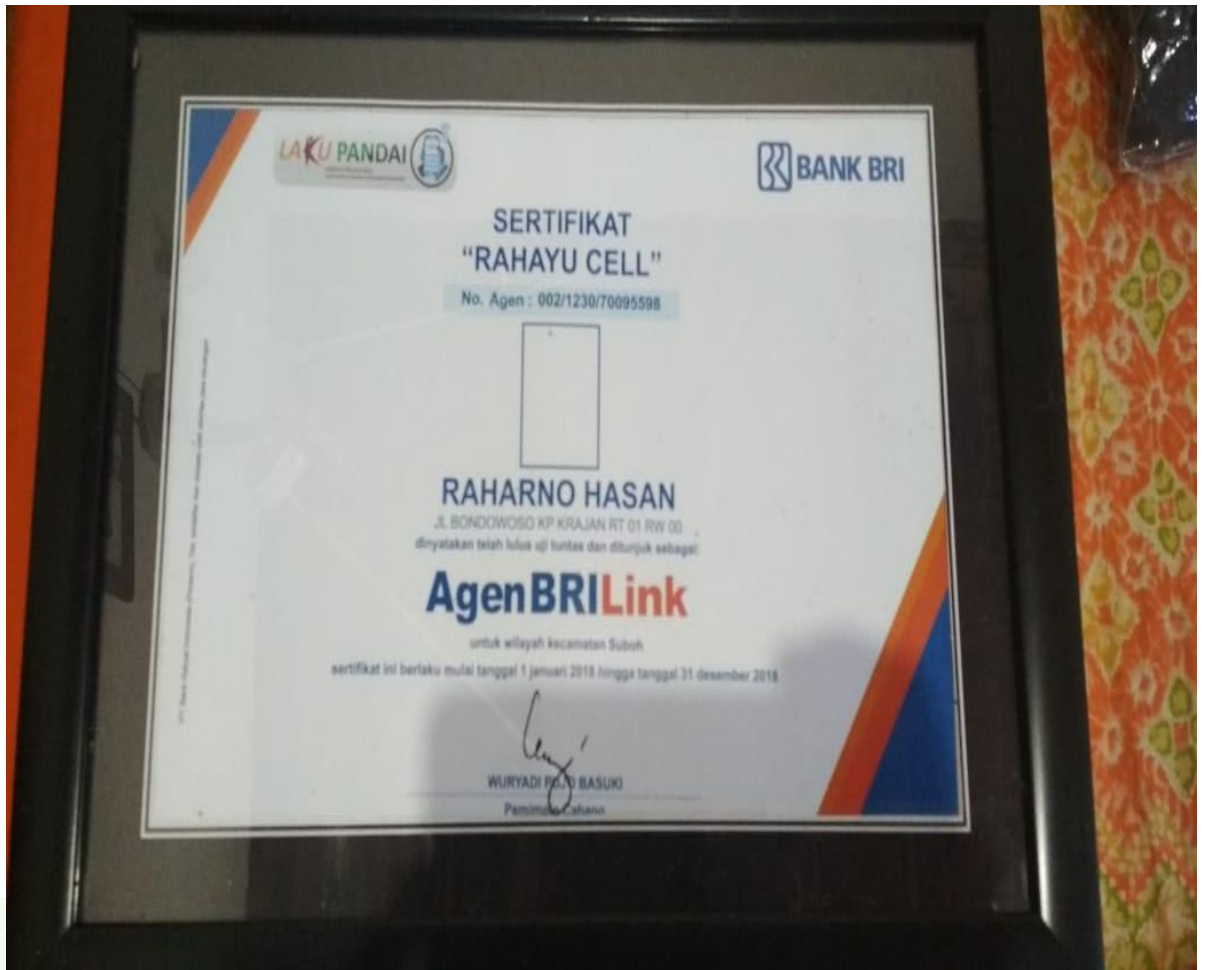 LAKU PANDAI
BANK BRI
SERTIFIKAT
“RAHAYU CELL”
No. Agen : 002/1230/70095598
RAHARNO HASAN
JL BONDOWOSO KP KRAJAN RT 01 RW 00
dinyatakan telah lulus uji tuntas dan ditunjuk sebagai:
AgenBRILink
untuk wilayah kecamatan Suboh
sertifikat ini berlaku mulai tanggal 1 januari 2018 hingga tanggal 31 desember 2018
WURYADI BASUKI